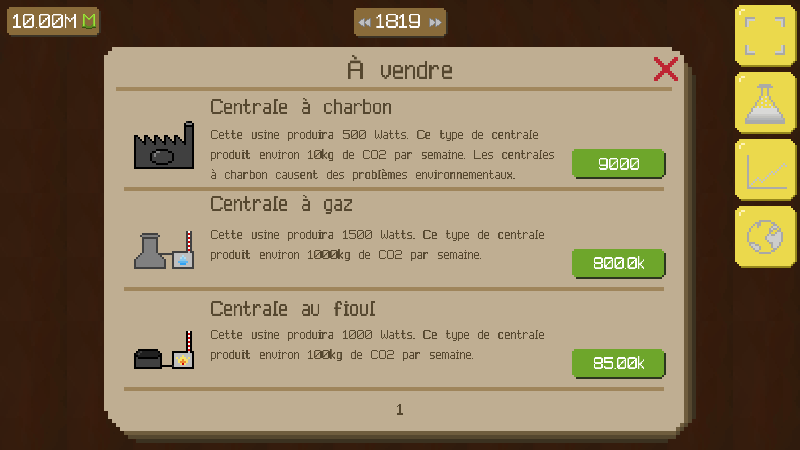 10.00M M
1819
À vendre
Centrale à charbon
Cette usine produira 500 Watts. Ce type de centrale
produit environ 10kg de CO2 par semaine. Les centrales
à charbon causent des problèmes environnementaux.
9000
Centrale à gaz
Cette usine produira 1500 Watts. Ce type de centrale
produit environ 1000kg de CO2 par semaine.
800.0k
Centrale au fioul
Cette usine produira 1000 Watts. Ce type de centrale
produit environ 100kg de CO2 par semaine.
85.00k
1